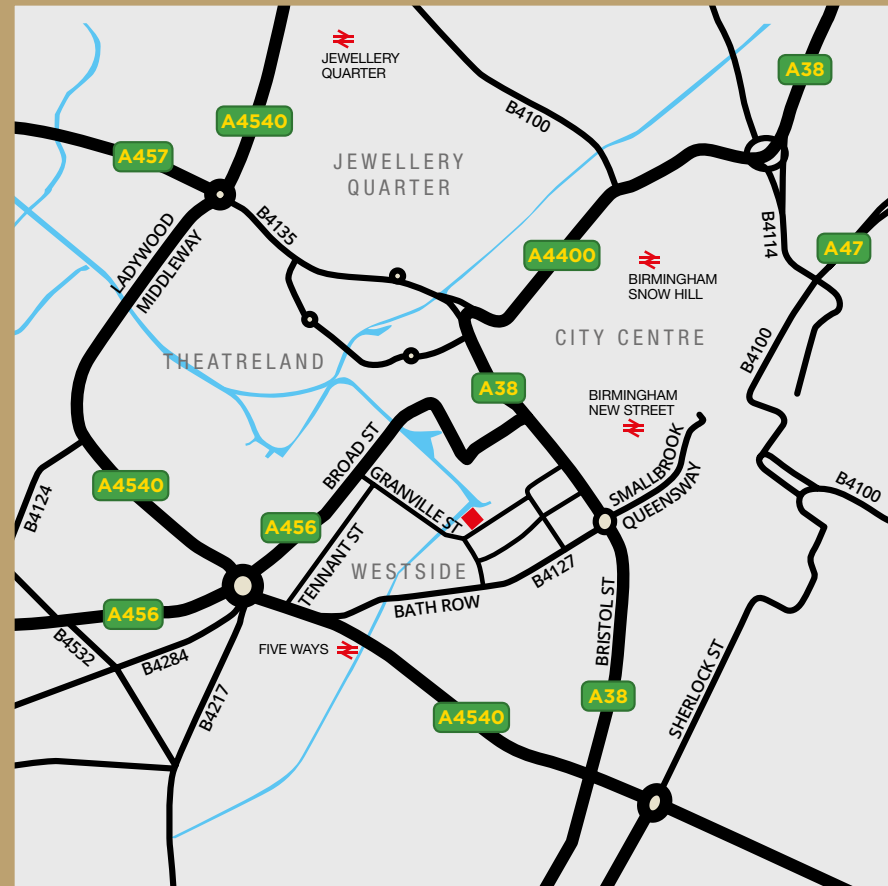 JEWELLERY
QUARTER
A38
A4540
B4100
A457
JEWELLERY
QUARTER
LADYWOOD
MIDDLEWAY
B4135
B4114
A47
A4400
BIRMINGHAM
SNOW HILL
CITY CENTRE
THEATRELAND
B4100
A38
BIRMINGHAM
NEW STREET
BROAD ST
SMALLBROOK
QUEENSWAY
A4540
B4124
GRANVILLE ST
B4100
A456
TENNANT ST
WESTSIDE
B4127
BATH ROW
A456
B4532
B4284
FIVE WAYS
BRISTOL ST
B4217
A38
SHERLOCK ST
A4540